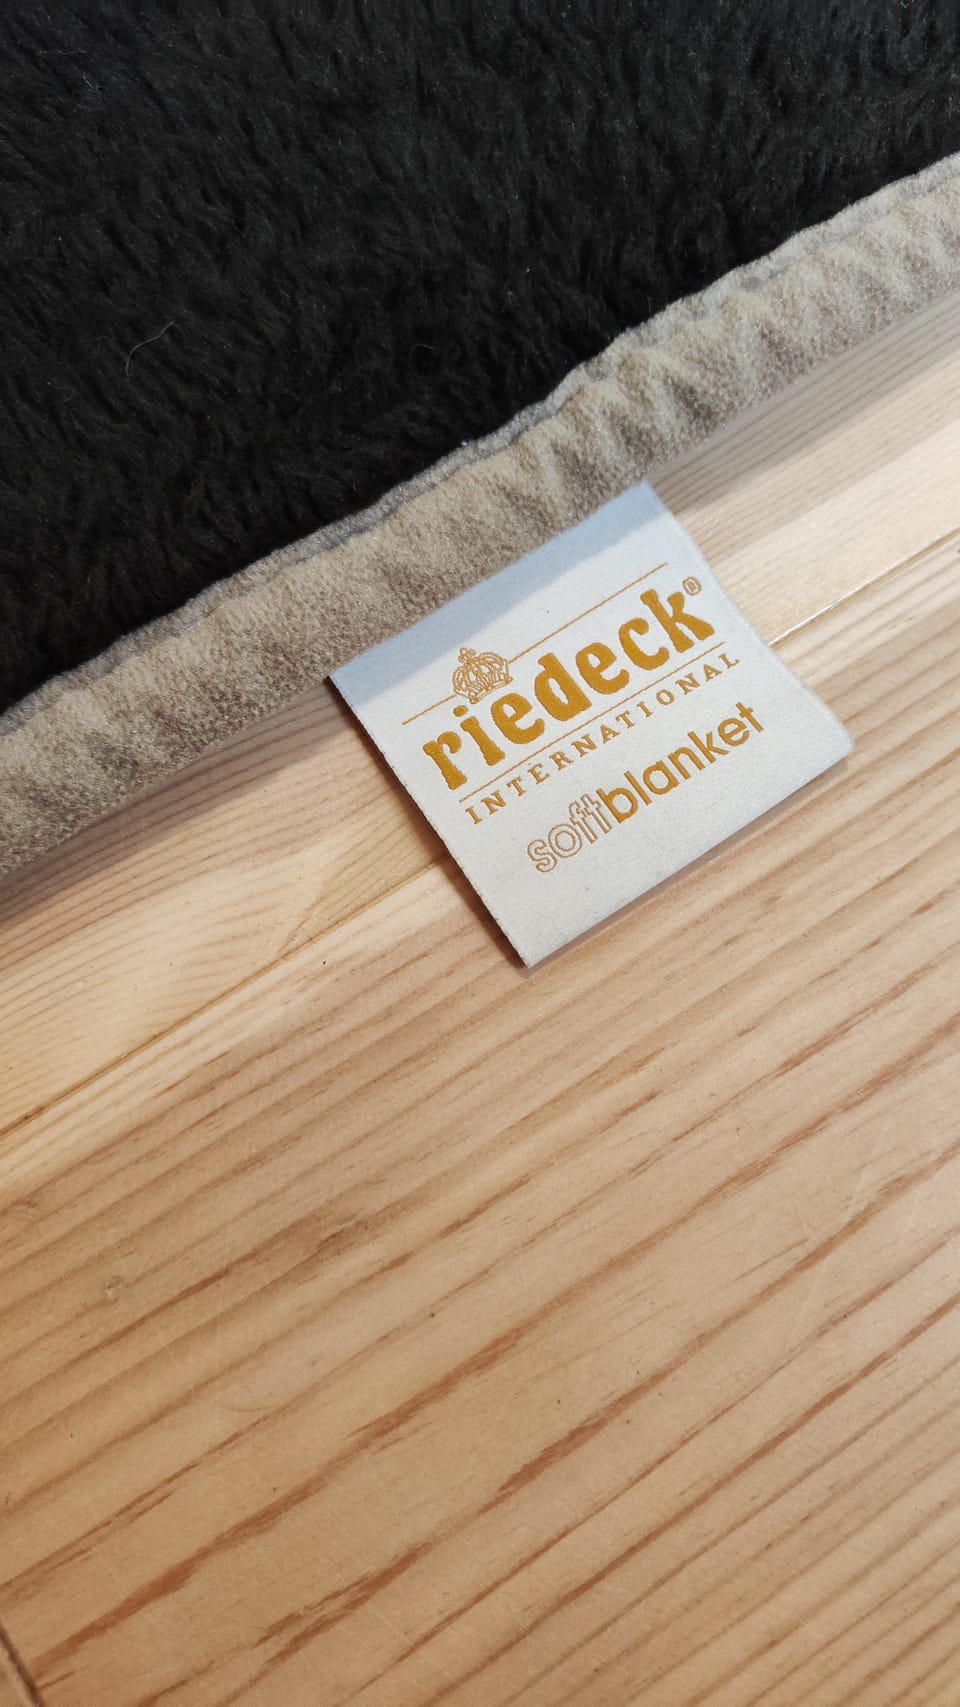 riedeck®
INTERNATIONAL
softblanket